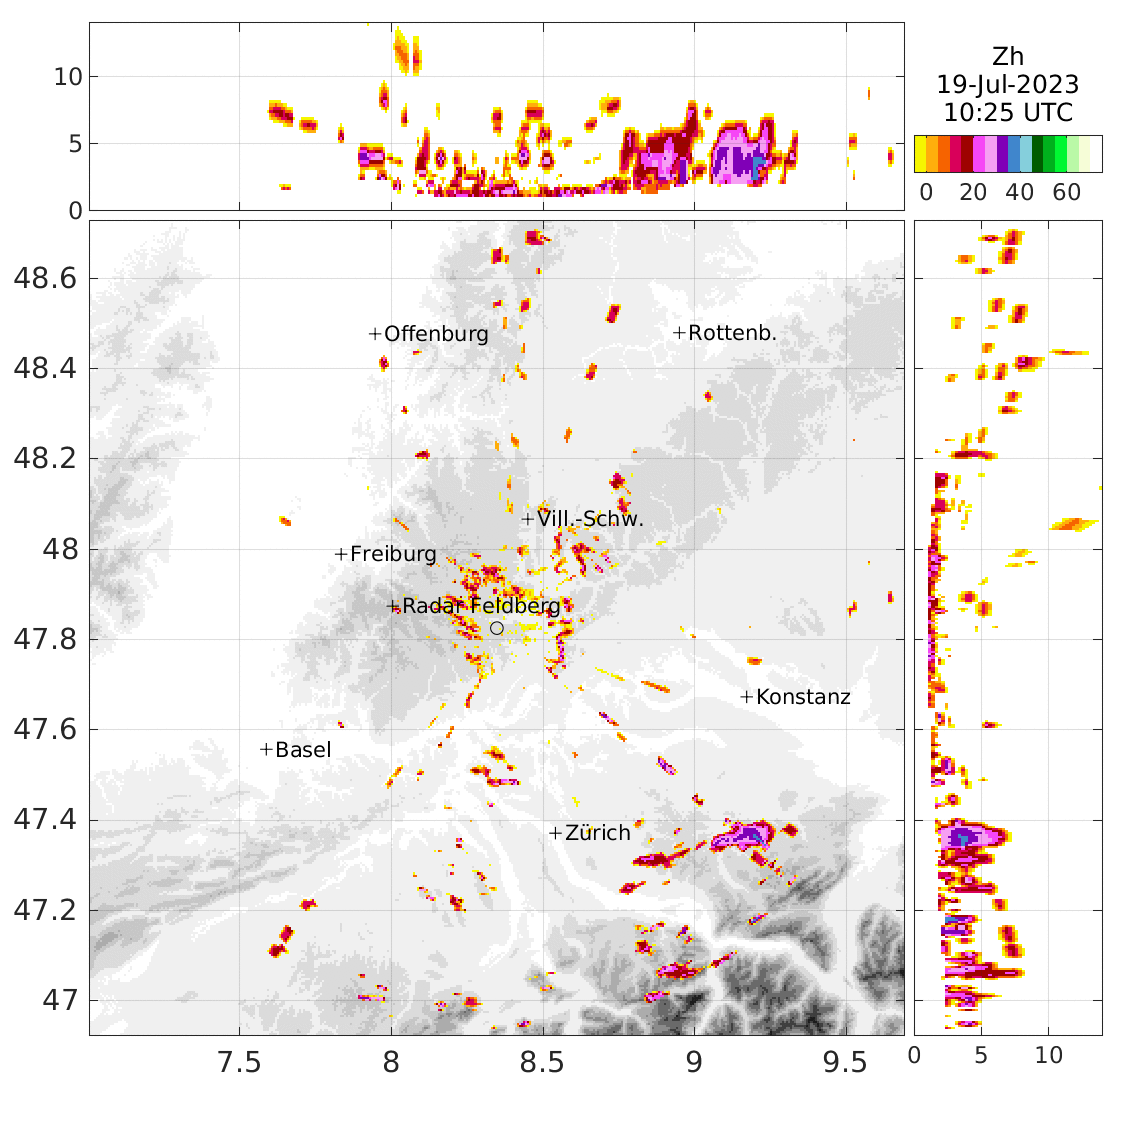 10
5
0
Zh
19-Jul-2023
10:25 UTC
0 20 40 60
48.6
+Offenburg +Rottenb.
48.4
48.2
+Vill.-Schw.
48
+Freiburg
+Radar Feldberg
47.8
+Konstanz
47.6
+Basel
47.4
+Zürich
47.2
47
7.5 8 8.5 9 9.5
0 5 10